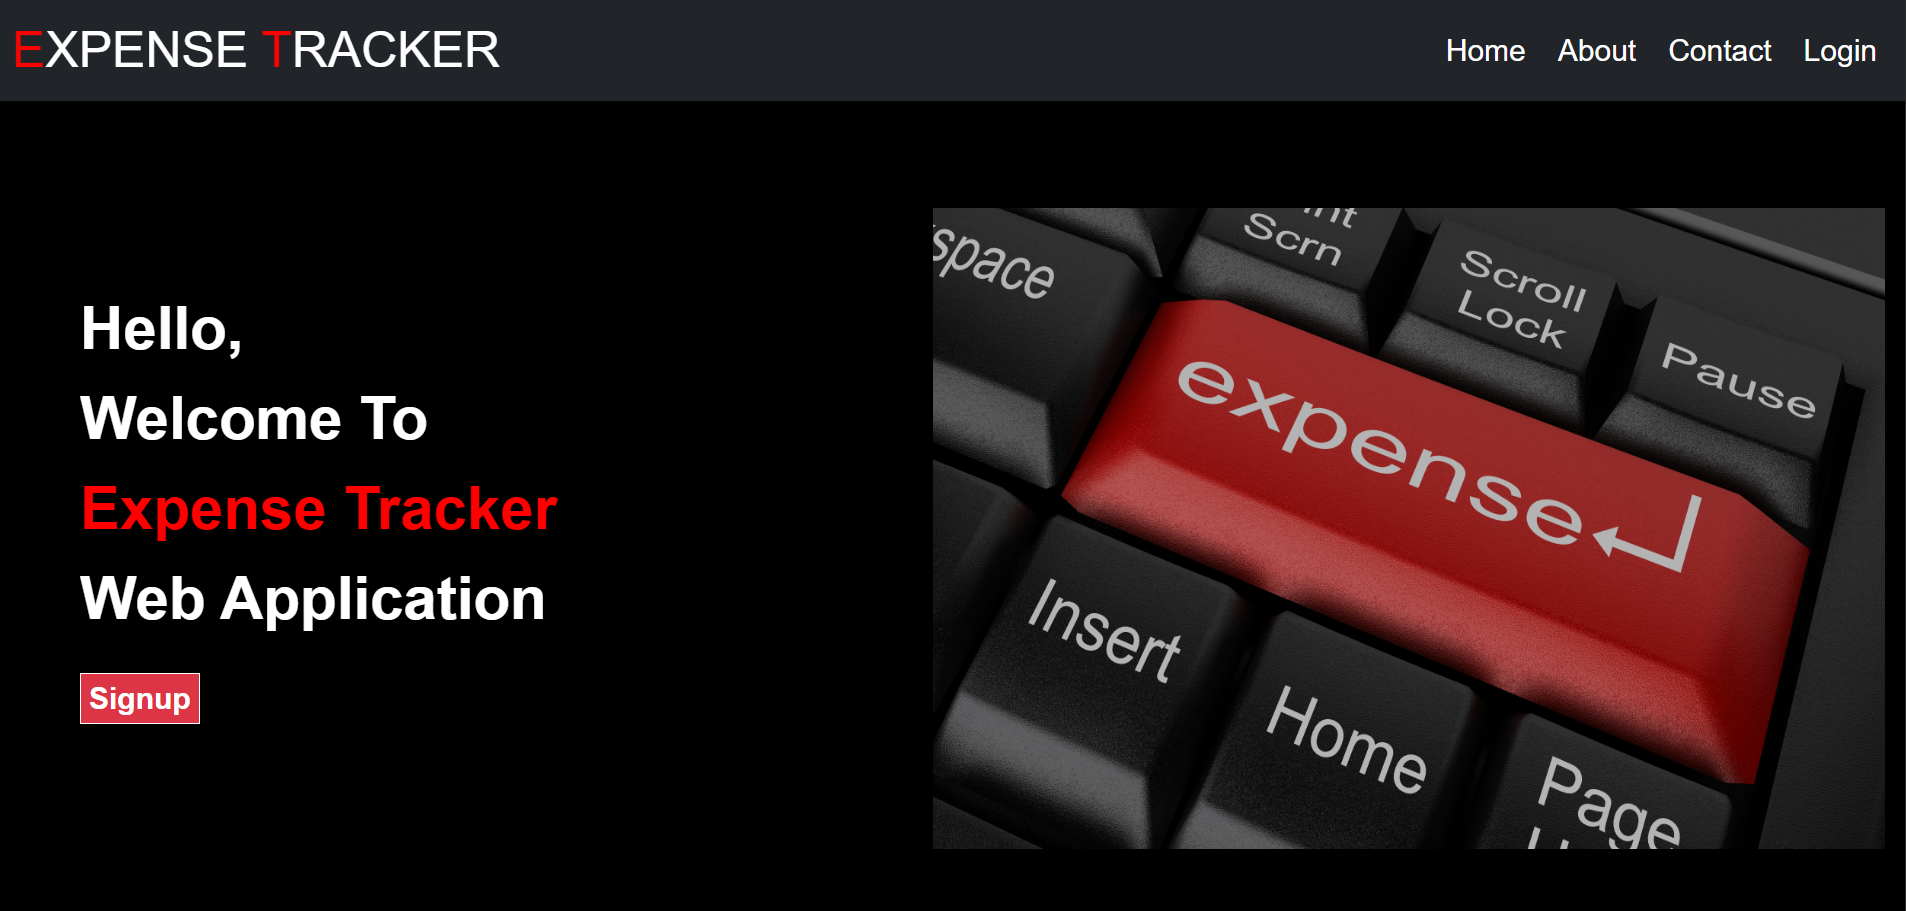 EXPENSE TRACKER
Home About Contact Login
Hello,
Welcome To
Expense Tracker
Web Application
Signup
Scrn
Scroll
Lock
Pause
expense
Insert
Home
Page